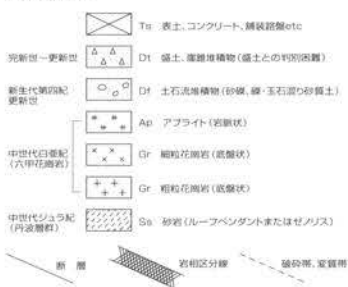 Ts 表土、コンクリート、舗装路盤etc
完新世〜更新世 Dt 盛土、崖錐堆積物(盛土との判別困難)
新生代第四紀
更新世
Df 土石流堆積物(砂礫、礫・玉石混り砂質土)
Ap アプライト(岩脈状)
中世代白亜紀
(六甲花崗岩)
Gr 細粒花崗岩(底盤状)
Gr 粗粒花崗岩(底盤状)
中世代ジュラ紀
(丹波層群)
Ss 砂岩(ルーフペンダントまたはゼノリス)
断層 岩相区分線 破砕帯、変質帯